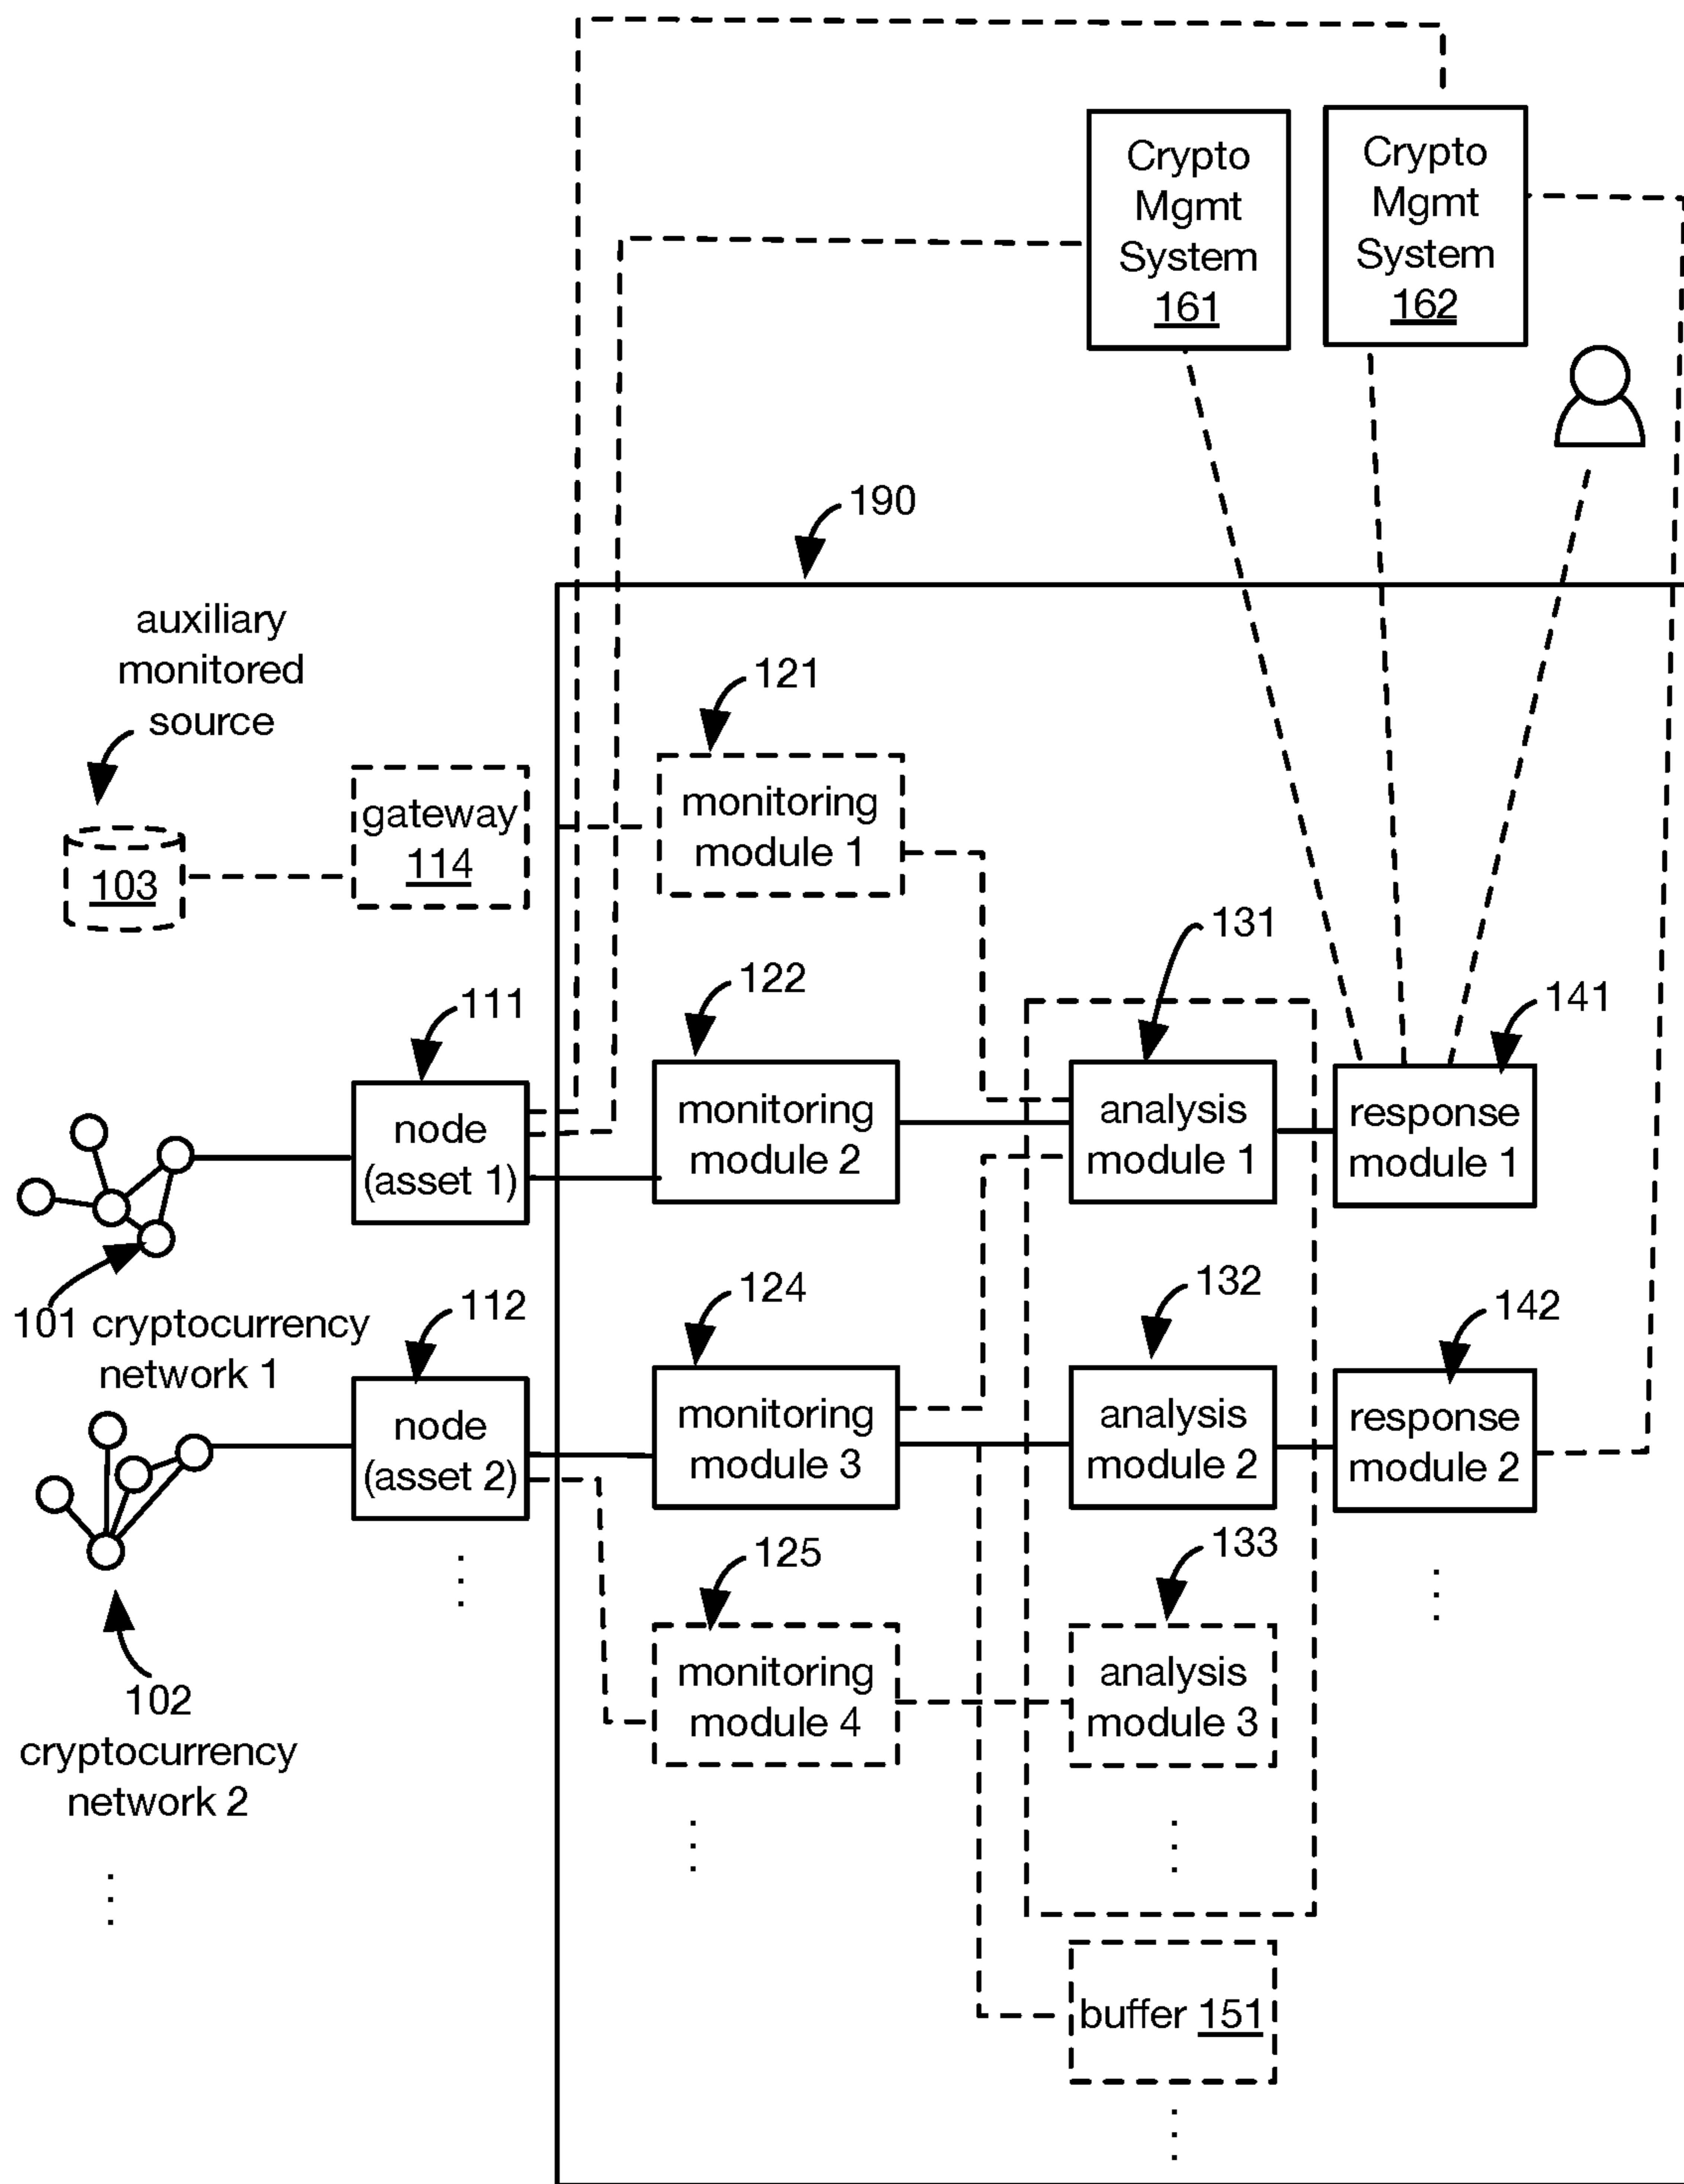 Crypto
Mgmt
System
161
Crypto
Mgmt
System
162
190
auxiliary
monitored
source
121
gateway
114
monitoring
module 1
103
131
122
141
111
node
(asset 1)
monitoring
module 2
analysis
module 1
response
module 1
101 cryptocurrency
network 1
124
132
142
112
node
(asset 2)
monitoring
module 3
analysis
module 2
response
module 2
125
133
monitoring
module 4
analysis
module 3
102
cryptocurrency
network 2
buffer 151